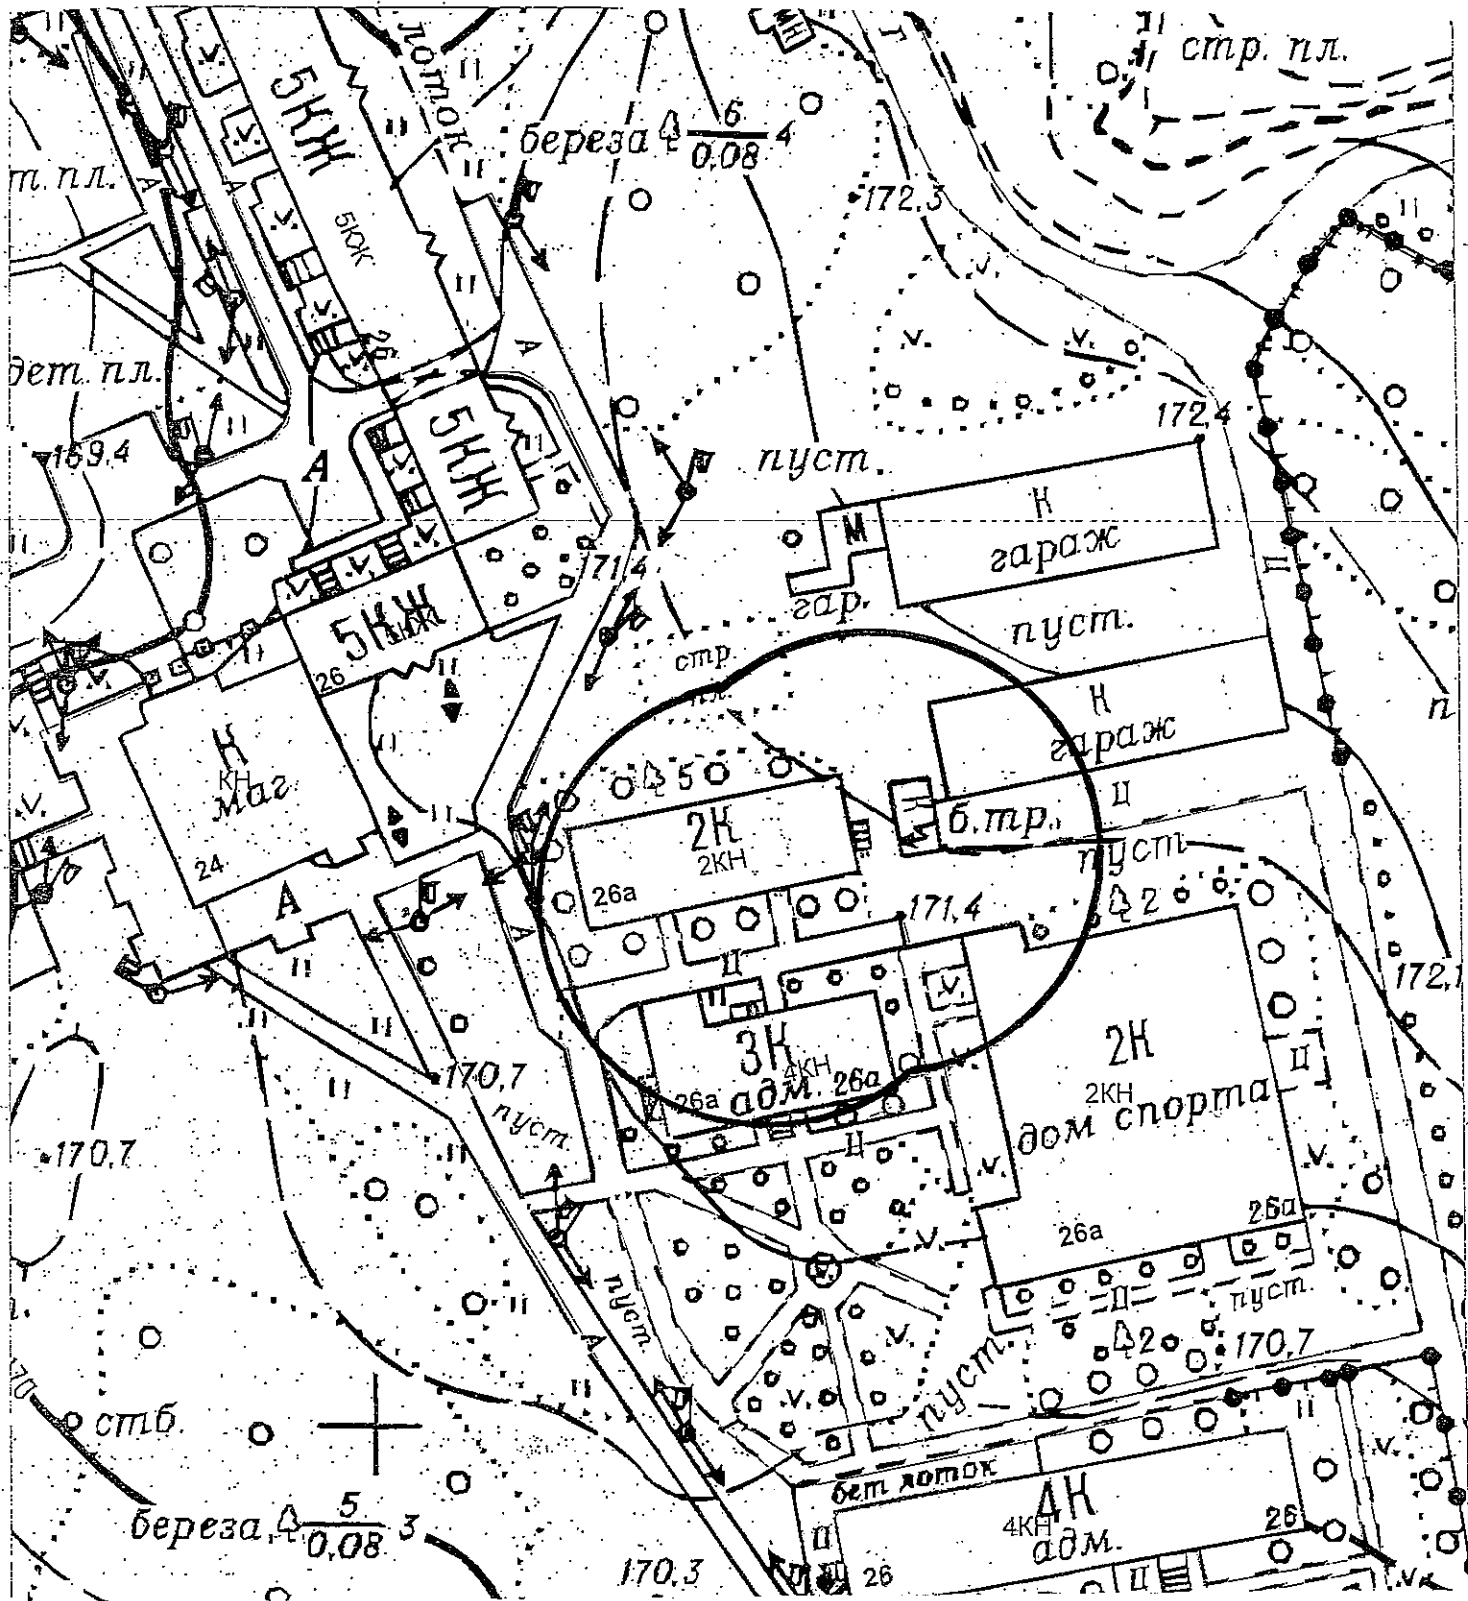 лоток
КН
Г
стр. пл.
5КЖ
береза 6/0,08 4
т. пл.
А
А
172,3
5КЖ
26
А
дет. пл.
172,4
5КЖ
169,4
А
пуст.
К
М
гараж
171,4
гар.
Ц
5КЖ
пуст.
стр.
пл.
26
К
гараж
п
К
КН
маг.
5
Ц
2К
2КН
б.тр.
пуст
24
26а
А
171,4
2
А
Ц
172,1
3К
4КН
2К
Ц
170,7
26а
адм. 26а
2КН
дом спорта
пуст.
Ц
170,7
26а
26а
пуст.
Ц
пуст.
А
2
170,7
пуст.
70
стб.
бет лоток
4К
4КН
26
адм.
береза 5/0,08 3
П
170,3
26
Ц